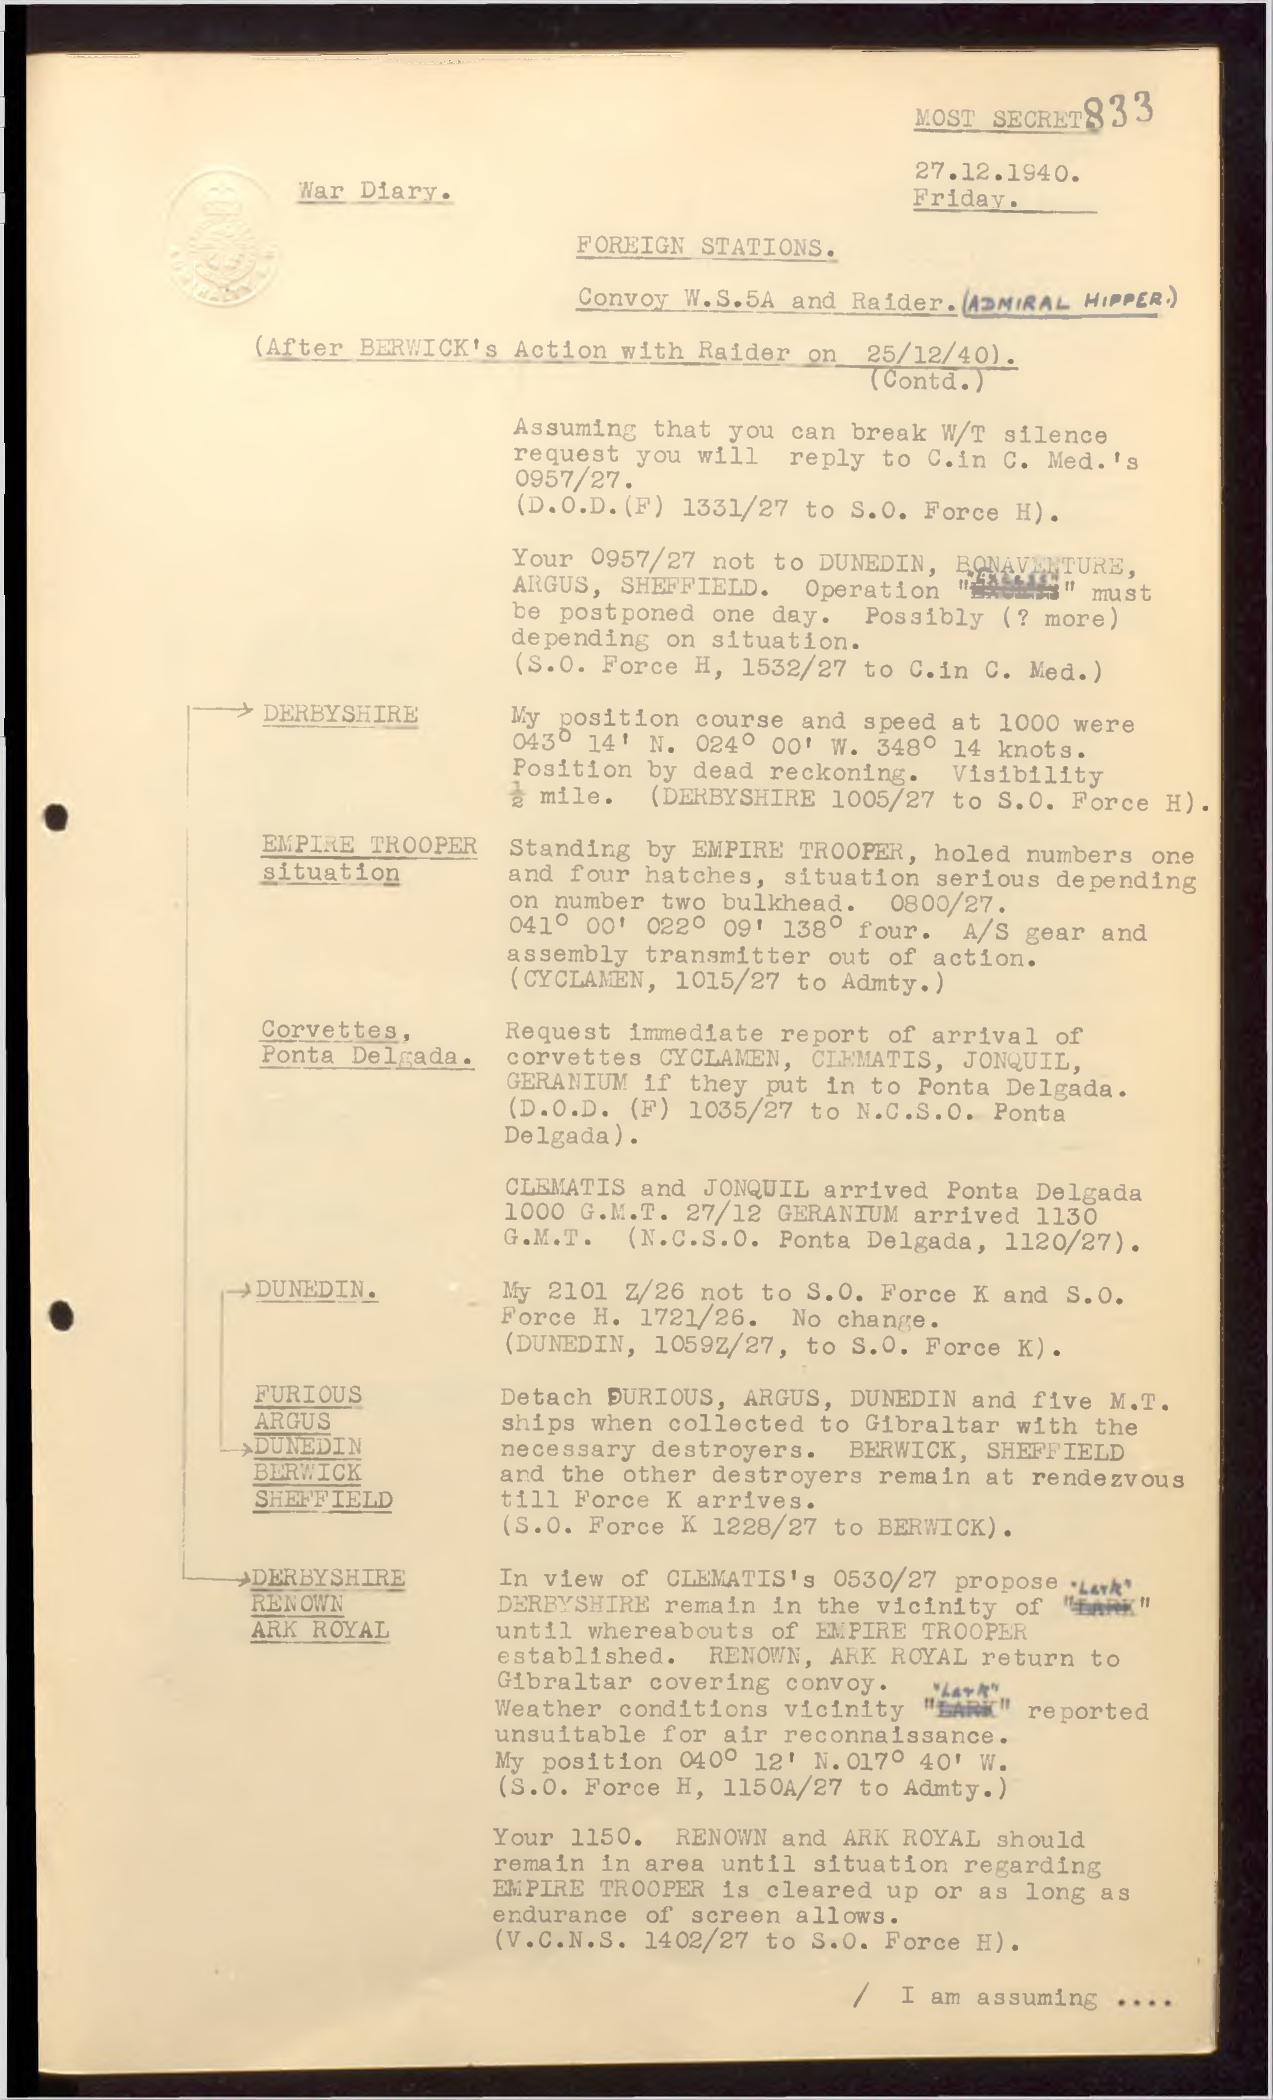 MOST SECRET 833
27.12.1940.
War Diary.
Friday.
FOREIGN STATIONS.
Convoy W.S.5A and Raider. (ADMIRAL HIPPER.)
(After BERWICK's Action with Raider on 25/12/40).
(Contd.)
Assuming that you can break W/T silence
request you will reply to C.in C. Med.'s
0957/27.
(D.O.D.(F) 1331/27 to S.O. Force H).
Your 0957/27 not to DUNEDIN, BONAVENTURE,
ARGUS, SHEFFIELD. Operation "Excess" must
be postponed one day. Possibly (? more)
depending on situation.
(S.O. Force H, 1532/27 to C.in C. Med.)
DERBYSHIRE
My position course and speed at 1000 were
043° 14' N. 024° 00' W. 348° 14 knots.
Position by dead reckoning. Visibility
½ mile. (DERBYSHIRE 1005/27 to S.O. Force H).
EMPIRE TROOPER
situation
Standing by EMPIRE TROOPER, holed numbers one
and four hatches, situation serious depending
on number two bulkhead. 0800/27.
041° 00' 022° 09' 138° four. A/S gear and
assembly transmitter out of action.
(CYCLAMEN, 1015/27 to Admty.)
Corvettes,
Ponta Delgada.
Request immediate report of arrival of
corvettes CYCLAMEN, CLEMATIS, JONQUIL,
GERANIUM if they put in to Ponta Delgada.
(D.O.D. (F) 1035/27 to N.C.S.O. Ponta
Delgada).
CLEMATIS and JONQUIL arrived Ponta Delgada
1000 G.M.T. 27/12 GERANIUM arrived 1130
G.M.T. (N.C.S.O. Ponta Delgada, 1120/27).
DUNEDIN.
My 2101 Z/26 not to S.O. Force K and S.O.
Force H. 1721/26. No change.
(DUNEDIN, 1059Z/27, to S.O. Force K).
FURIOUS
ARGUS
DUNEDIN
BERWICK
SHEFFIELD
Detach FURIOUS, ARGUS, DUNEDIN and five M.T.
ships when collected to Gibraltar with the
necessary destroyers. BERWICK, SHEFFIELD
and the other destroyers remain at rendezvous
till Force K arrives.
(S.O. Force K 1228/27 to BERWICK).
DERBYSHIRE
RENOWN
ARK ROYAL
In view of CLEMATIS's 0530/27 propose
DERBYSHIRE remain in the vicinity of "Lark"
until whereabouts of EMPIRE TROOPER
established. RENOWN, ARK ROYAL return to
Gibraltar covering convoy.
Weather conditions vicinity "Lark" reported
unsuitable for air reconnaissance.
My position 040° 12' N.017° 40' W.
(S.O. Force H, 1150A/27 to Admty.)
Your 1150. RENOWN and ARK ROYAL should
remain in area until situation regarding
EMPIRE TROOPER is cleared up or as long as
endurance of screen allows.
(V.C.N.S. 1402/27 to S.O. Force H).
/ I am assuming ....